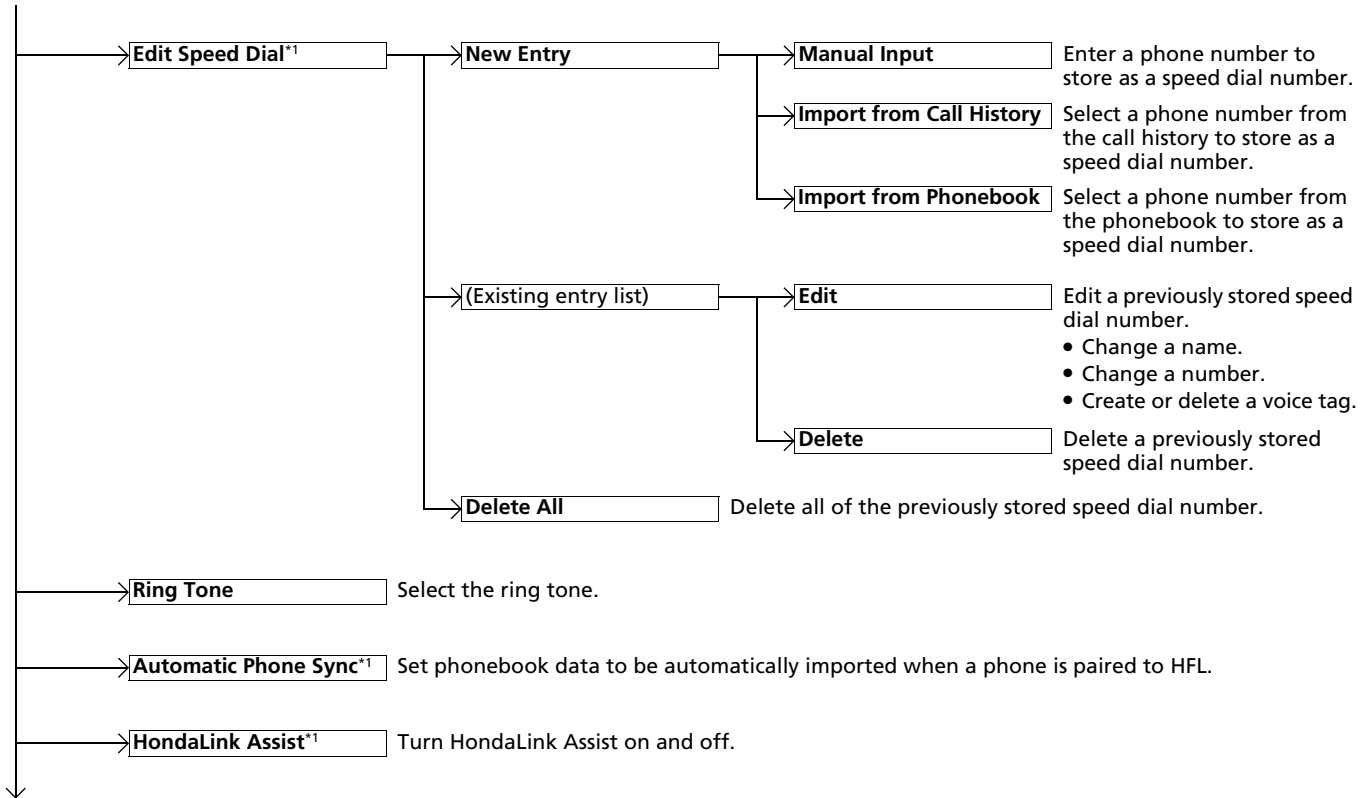 Edit Speed Dial*1
New Entry
Manual Input
Enter a phone number to
store as a speed dial number.
Import from Call History
Select a phone number from
the call history to store as a
speed dial number.
Import from Phonebook
Select a phone number from
the phonebook to store as a
speed dial number.
(Existing entry list)
Edit
Edit a previously stored speed
dial number.
• Change a name.
• Change a number.
• Create or delete a voice tag.
Delete
Delete a previously stored
speed dial number.
Delete All
Delete all of the previously stored speed dial number.
Ring Tone
Select the ring tone.
Automatic Phone Sync*1
Set phonebook data to be automatically imported when a phone is paired to HFL.
HondaLink Assist*1
Turn HondaLink Assist on and off.